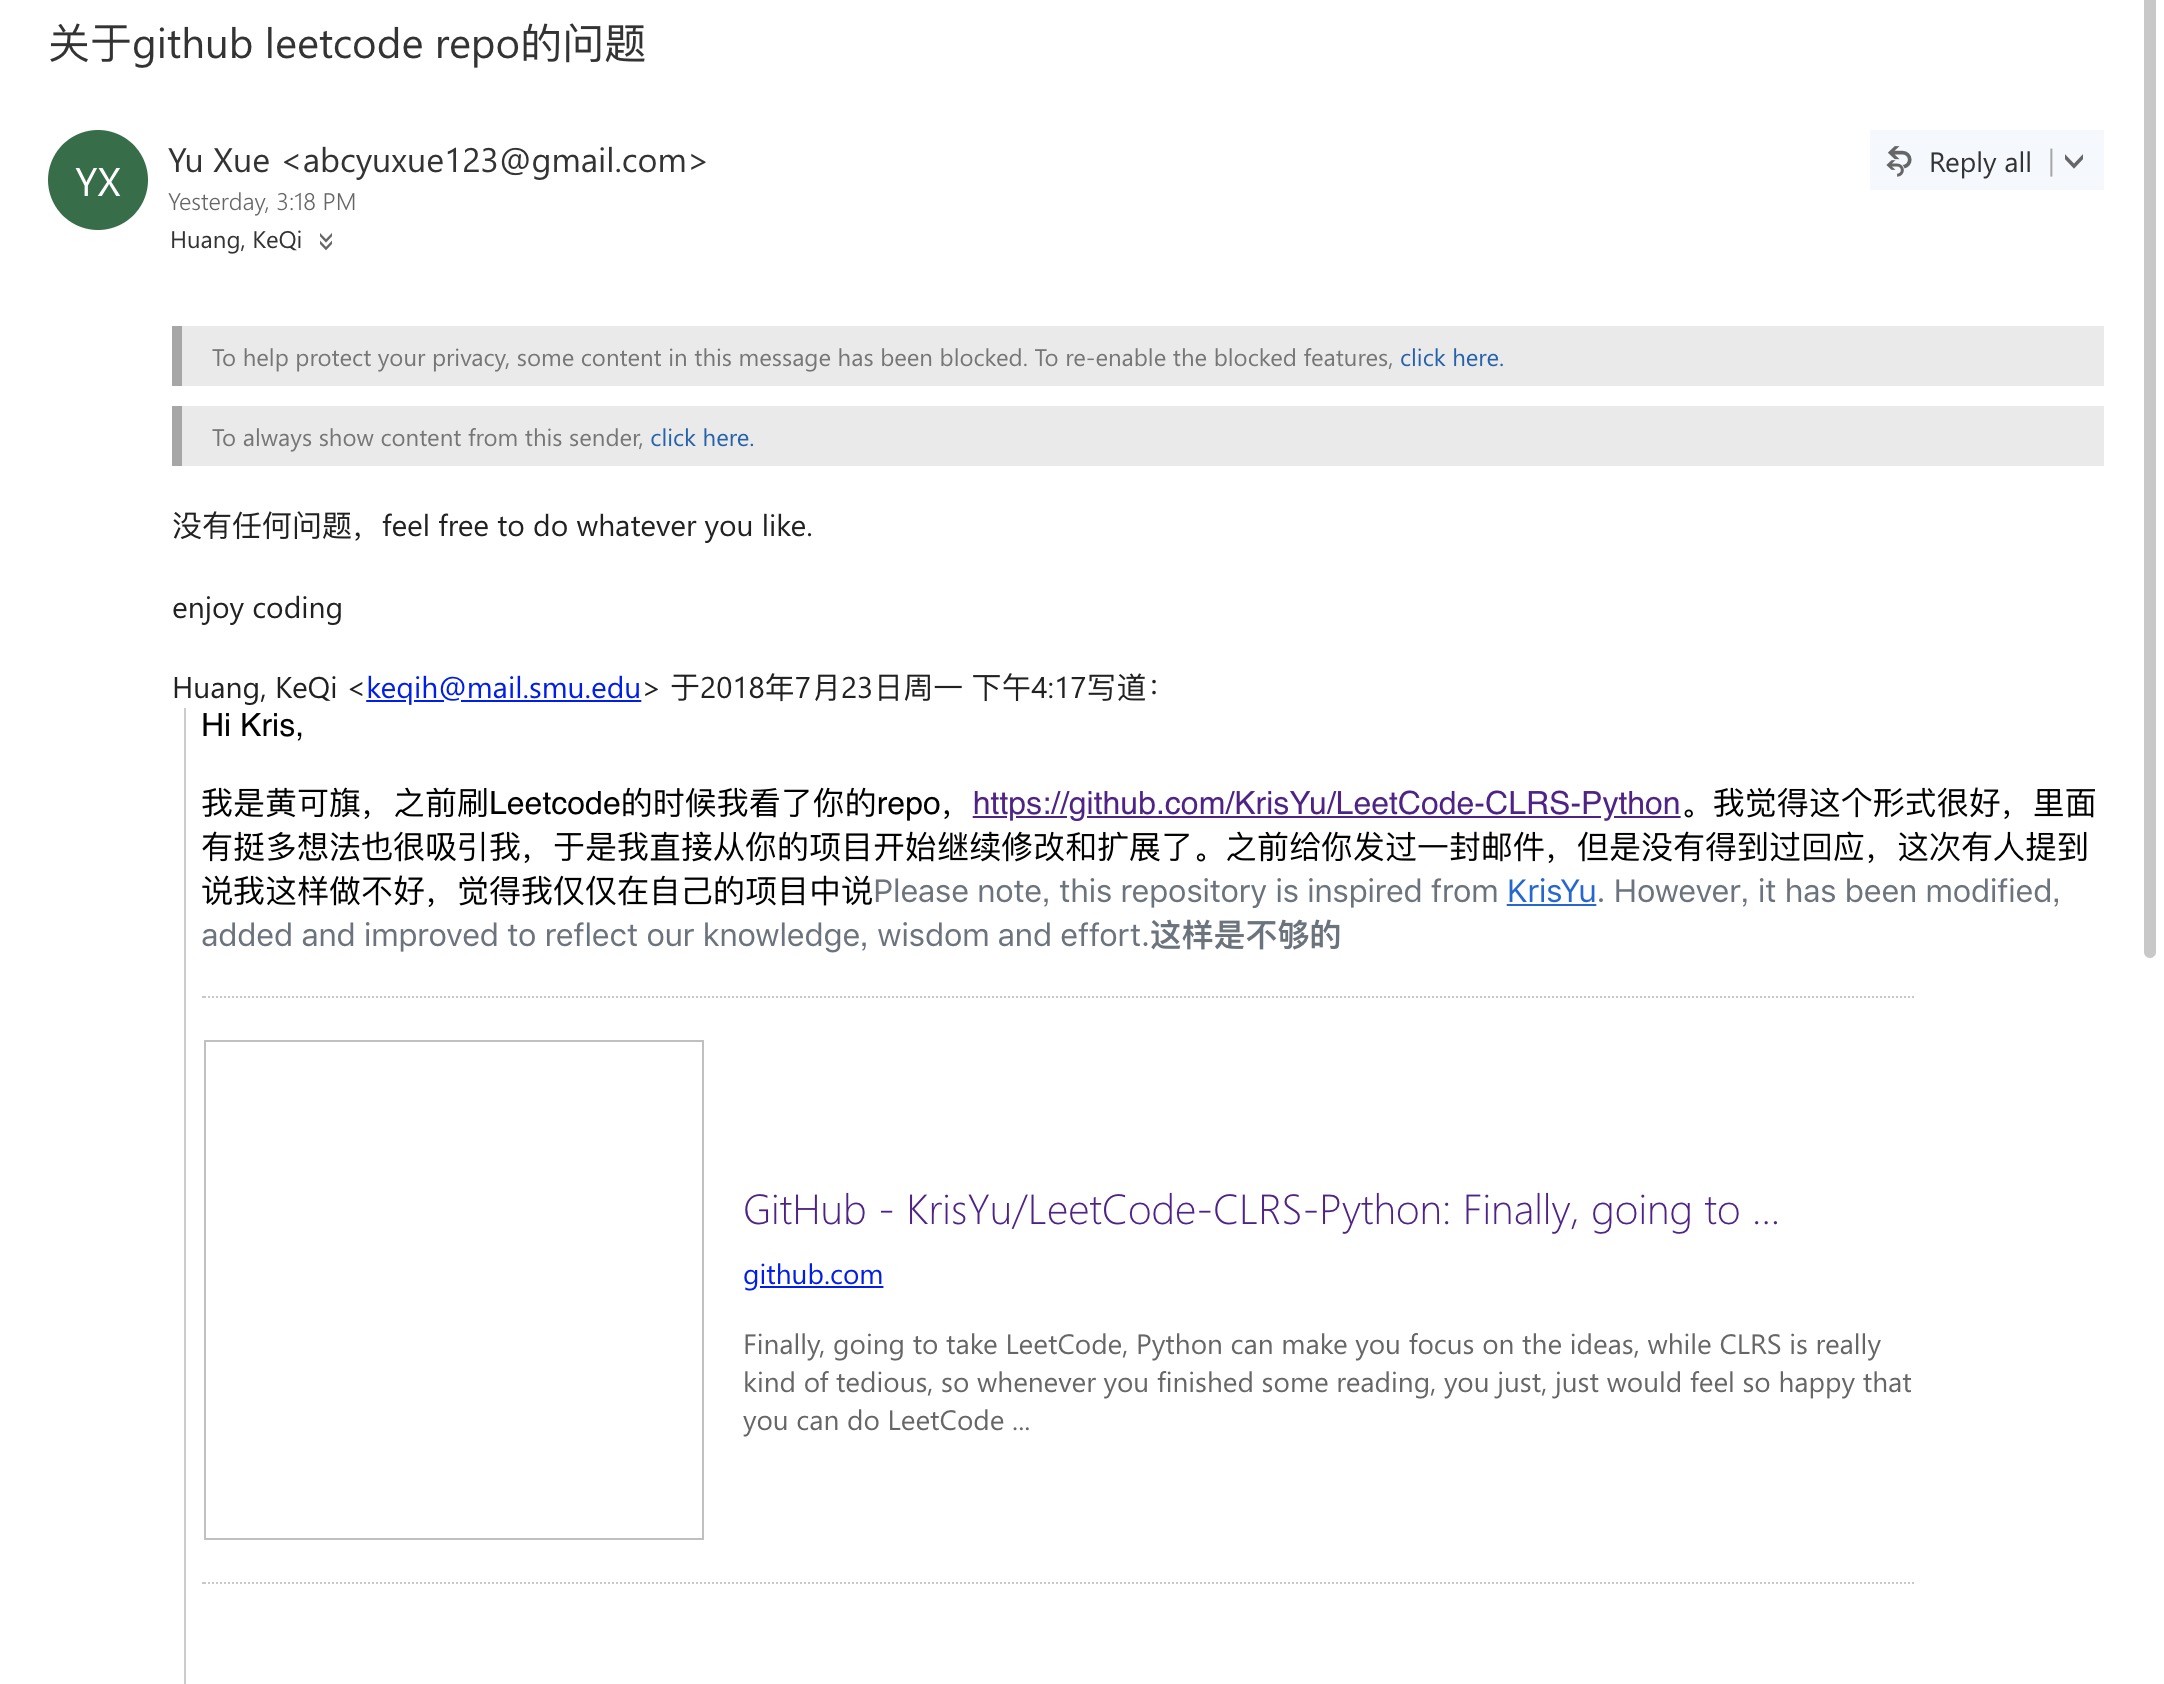 关于github leetcode repo的问题
YX
Yu Xue <abcyuxue123@gmail.com>
Reply all
Yesterday, 3:18 PM
Huang, KeQi
To help protect your privacy, some content in this message has been blocked. To re-enable the blocked features, click here.
To always show content from this sender, click here.
没有任何问题，feel free to do whatever you like.
enjoy coding
Huang, KeQi <keqih@mail.smu.edu> 于2018年7月23日周一 下午4:17写道：
Hi Kris,
我是黄可旗，之前刷Leetcode的时候我看了你的repo，https://github.com/KrisYu/LeetCode-CLRS-Python。我觉得这个形式很好，里面
有挺多想法也很吸引我，于是我直接从你的项目开始继续修改和扩展了。之前给你发过一封邮件，但是没有得到过回应，这次有人提到
说我这样做不好，觉得我仅仅在自己的项目中说Please note, this repository is inspired from KrisYu. However, it has been modified,
added and improved to reflect our knowledge, wisdom and effort.这样是不够的
GitHub - KrisYu/LeetCode-CLRS-Python: Finally, going to ...
github.com
Finally, going to take LeetCode, Python can make you focus on the ideas, while CLRS is really
kind of tedious, so whenever you finished some reading, you just, just would feel so happy that
you can do LeetCode ...